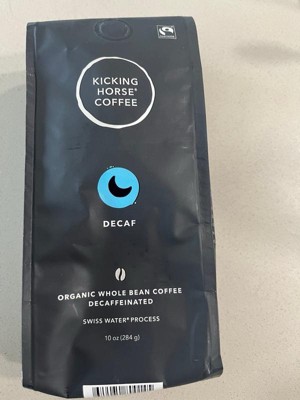 KICKING
HORSE®
COFFEE
DECAF
ORGANIC WHOLE BEAN COFFEE
DECAFFEINATED
SWISS WATER® PROCESS
10 oz (284 g)